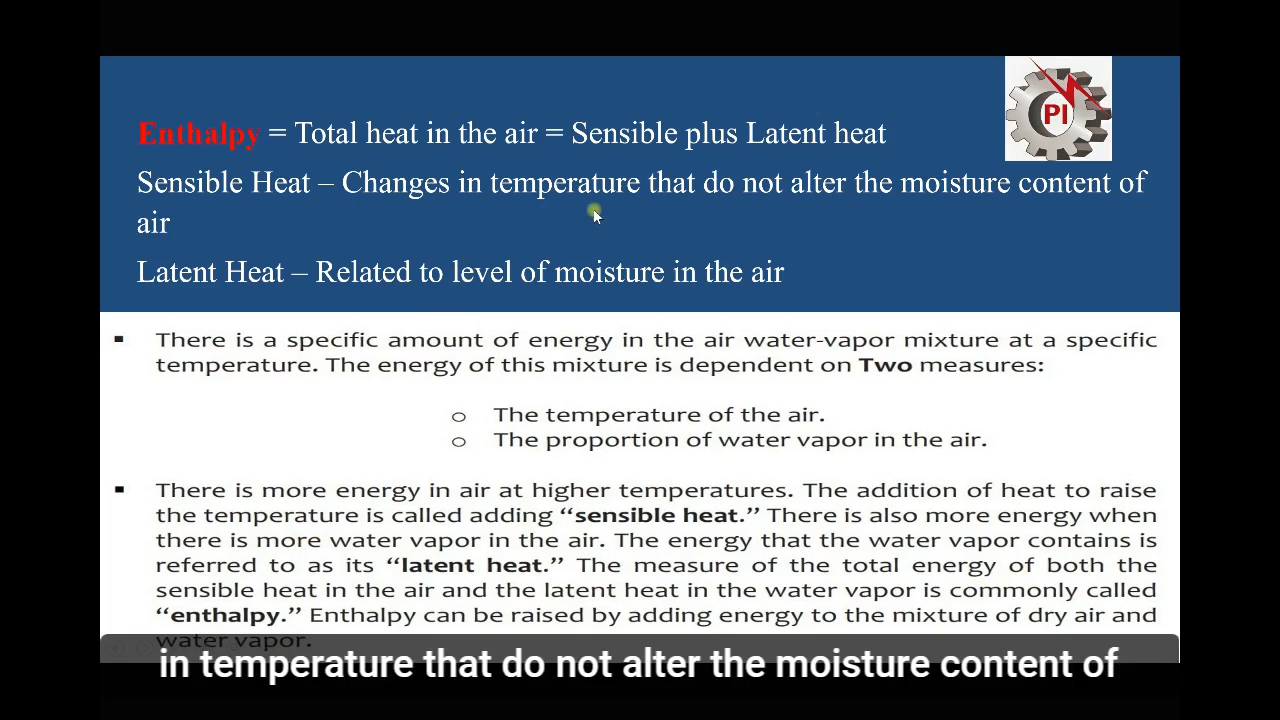 PI
Enthalpy = Total heat in the air = Sensible plus Latent heat
Sensible Heat – Changes in temperature that do not alter the moisture content of
air
Latent Heat – Related to level of moisture in the air
▪ There is a specific amount of energy in the air water-vapor mixture at a specific
temperature. The energy of this mixture is dependent on Two measures:
o The temperature of the air.
o The proportion of water vapor in the air.
▪ There is more energy in air at higher temperatures. The addition of heat to raise
the temperature is called adding “sensible heat.” There is also more energy when
there is more water vapor in the air. The energy that the water vapor contains is
referred to as its “latent heat.” The measure of the total energy of both the
sensible heat in the air and the latent heat in the water vapor is commonly called
“enthalpy.” Enthalpy can be raised by adding energy to the mixture of dry air and
water vapor.
in temperature that do not alter the moisture content of